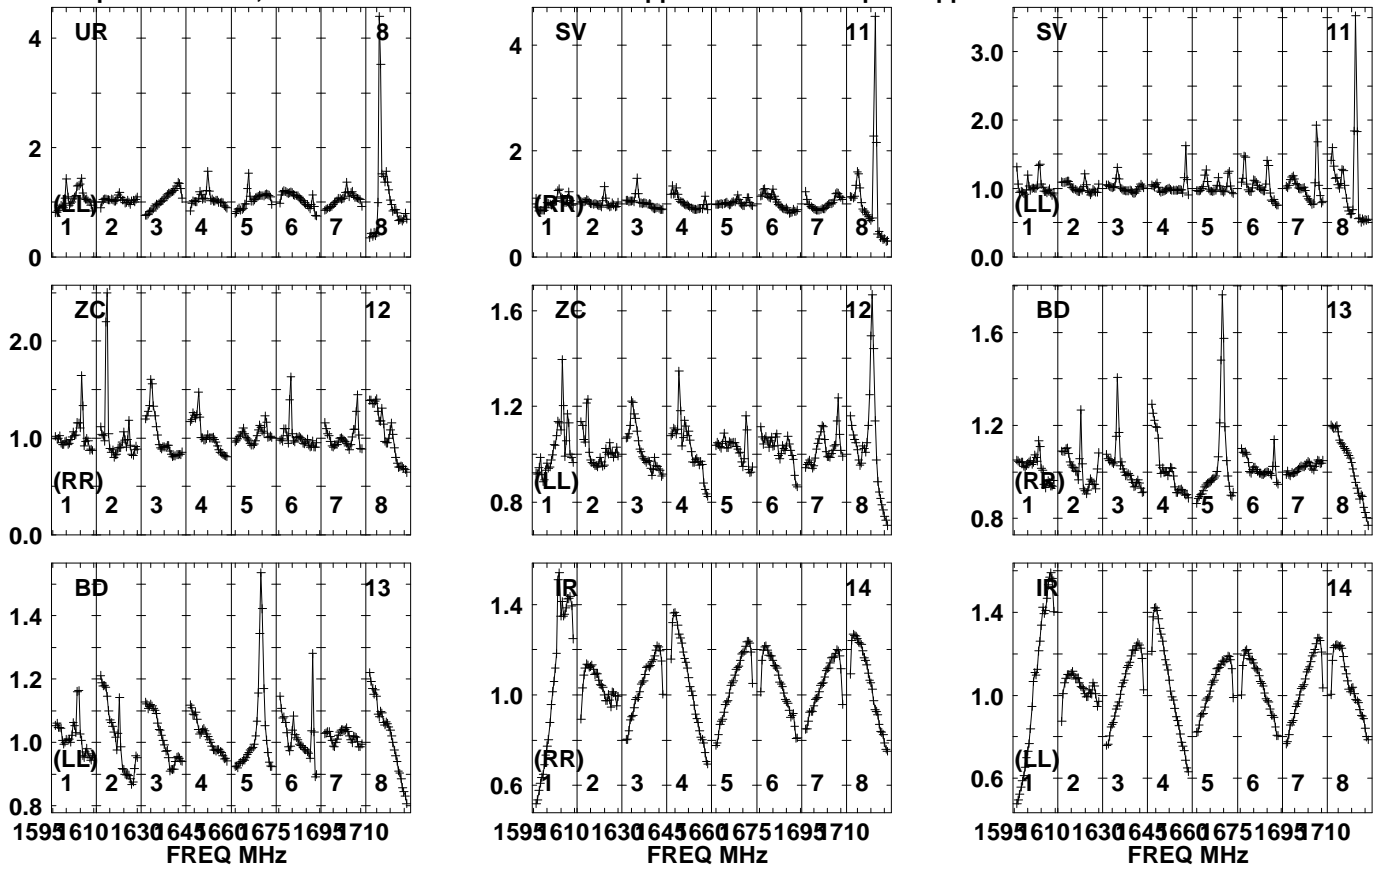 UR 8 SV 11 SV 11
4 4 3.0
2 2 2.0
1.0
(LL) (RR) (LL)
1 2 3 4 5 6 7 8 1 2 3 4 5 6 7 8 1 2 3 4 5 6 7 8
0 0 0.0
ZC 12 ZC 12 BD 13
2.0 1.6 1.6
1.0 1.2 1.2
(RR) (LL) (RR)
1 2 3 4 5 6 7 8 1 2 3 4 5 6 7 8 1 2 3 4 5 6 7 8
0.0 0.8 0.8
BD 13 IR 14 IR 14
1.4 1.4 1.4
1.2
1.0 1.0 1.0
(LL) (RR) (LL)
1 2 3 4 5 6 7 8 1 2 3 4 5 6 7 8 1 2 3 4 5 6 7 8
0.8 0.6 0.6
1595 1610 1630 1645 1660 1675 1695 1710 1595 1610 1630 1645 1660 1675 1695 1710 1595 1610 1630 1645 1660 1675 1695 1710
FREQ MHz FREQ MHz FREQ MHz